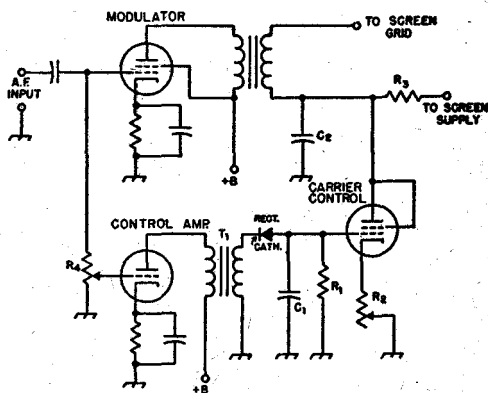 MODULATOR
TO SCREEN
GRID
A.F.
INPUT
R3
TO SCREEN
SUPPLY
C2
+B
CARRIER
CONTROL
CONTROL AMP.
T1
RECT.
CATH.
R4
C1
R1
R2
+B